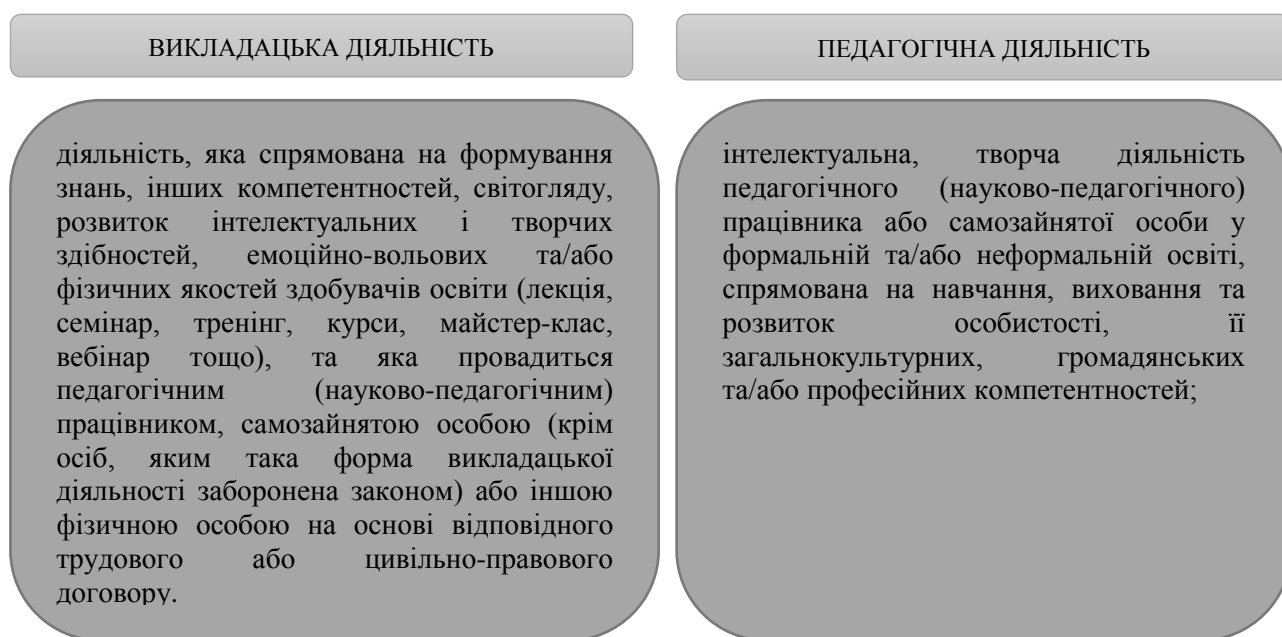 ВИКЛАДАЦЬКА ДІЯЛЬНІСТЬ
діяльність, яка спрямована на формування
знань, інших компетентностей, світогляду,
розвиток інтелектуальних і творчих
здібностей, емоційно-вольових та/або
фізичних якостей здобувачів освіти (лекція,
семінар, тренінг, курси, майстер-клас,
вебінар тощо), та яка провадиться
педагогічним (науково-педагогічним)
працівником, самозайнятою особою (крім
осіб, яким така форма викладацької
діяльності заборонена законом) або іншою
фізичною особою на основі відповідного
трудового або цивільно-правового
договору.
ПЕДАГОГІЧНА ДІЯЛЬНІСТЬ
інтелектуальна, творча діяльність
педагогічного (науково-педагогічного)
працівника або самозайнятої особи у
формальній та/або неформальній освіті,
спрямована на навчання, виховання та
розвиток особистості, її
загальнокультурних, громадянських
та/або професійних компетентностей;